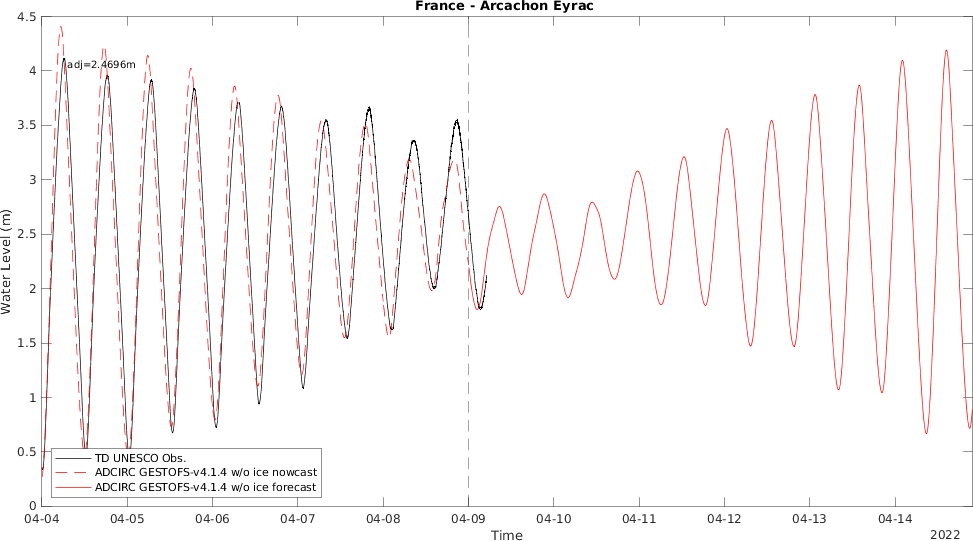 France - Arcachon Eyrac
4.5
4
3.5
3
2.5
2
1.5
1
0.5
0
Water Level (m)
adj=2.4696m
TD UNESCO Obs.
ADCIRC GESTOFS-v4.1.4 w/o ice nowcast
ADCIRC GESTOFS-v4.1.4 w/o ice forecast
04-04 04-05 04-06 04-07 04-08 04-09 04-10 04-11 04-12 04-13 04-14
Time
2022